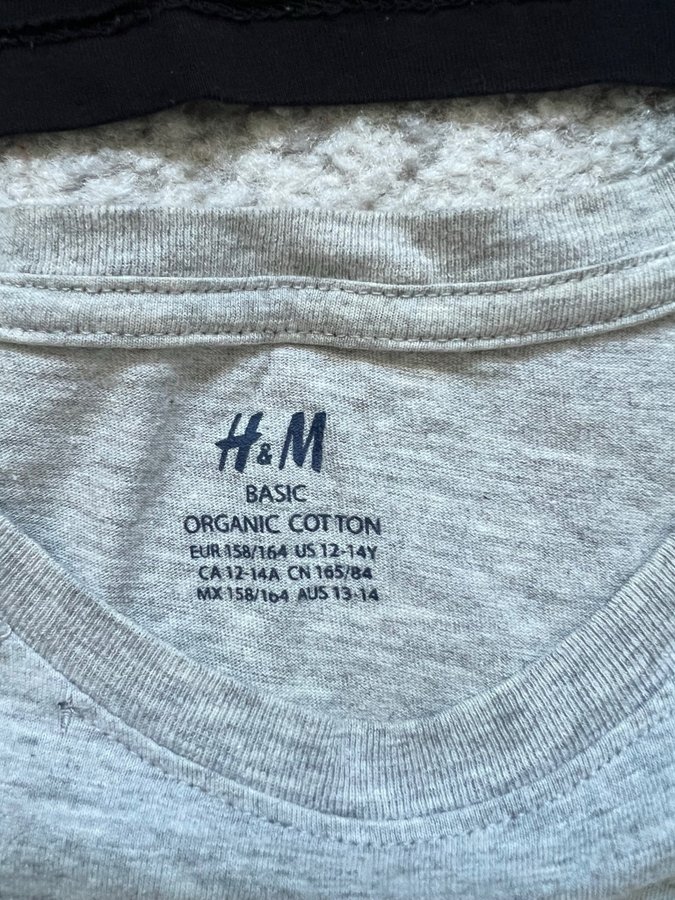 H&M
BASIC
ORGANIC COTTON
EUR 158/164 US 12-14Y
CA 12-14A CN 165/84
MX 158/164 AUS 13-14